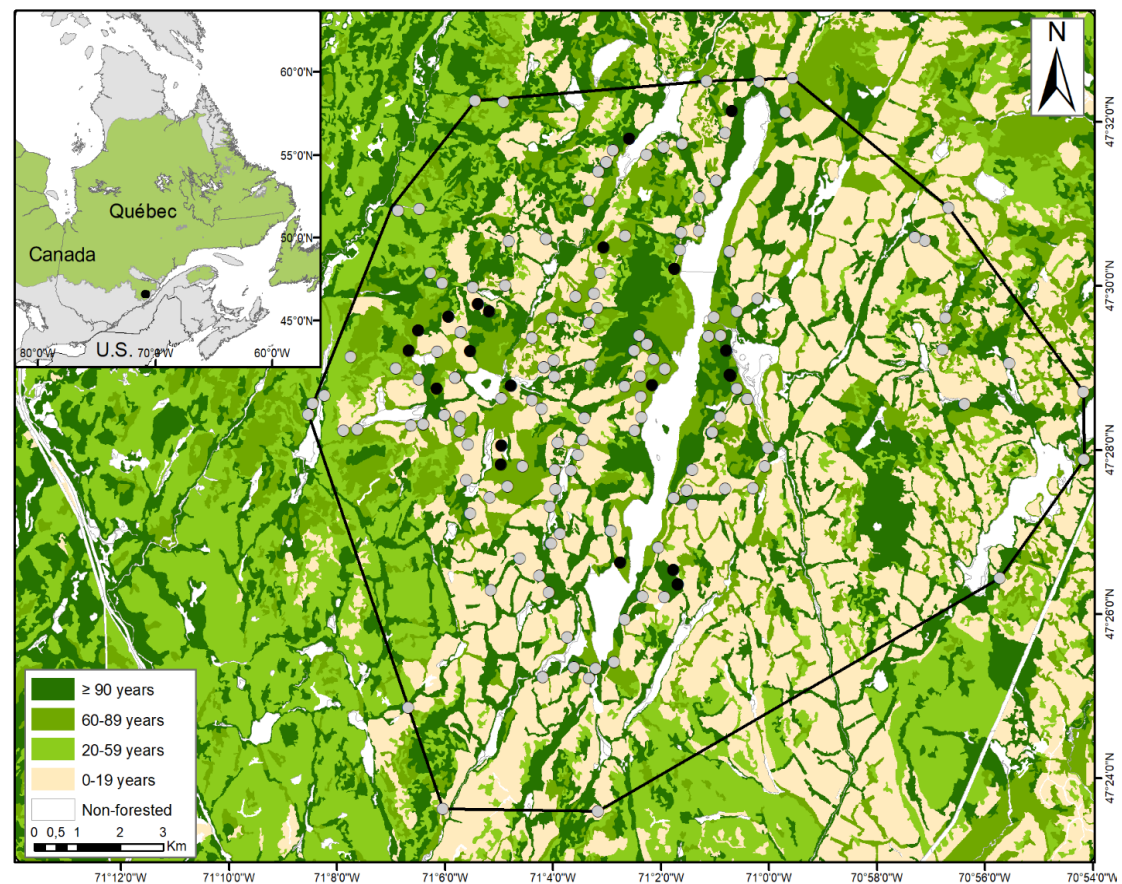 N
60°0'N
55°0'N
50°0'N
45°0'N
Québec
Canada
U.S.
80°0'W
70°0'W
60°0'W
47°32'0"N
47°30'0"N
47°28'0"N
47°26'0"N
47°24'0"N
≥ 90 years
60-89 years
20-59 years
0-19 years
Non-forested
0 0,5 1 2 3 Km
71°12'0"W 71°10'0"W 71°8'0"W 71°6'0"W 71°40'0"W 71°2'0"W 71°0'0"W 70°58'0"W 70°56'0"W 70°54'0"W